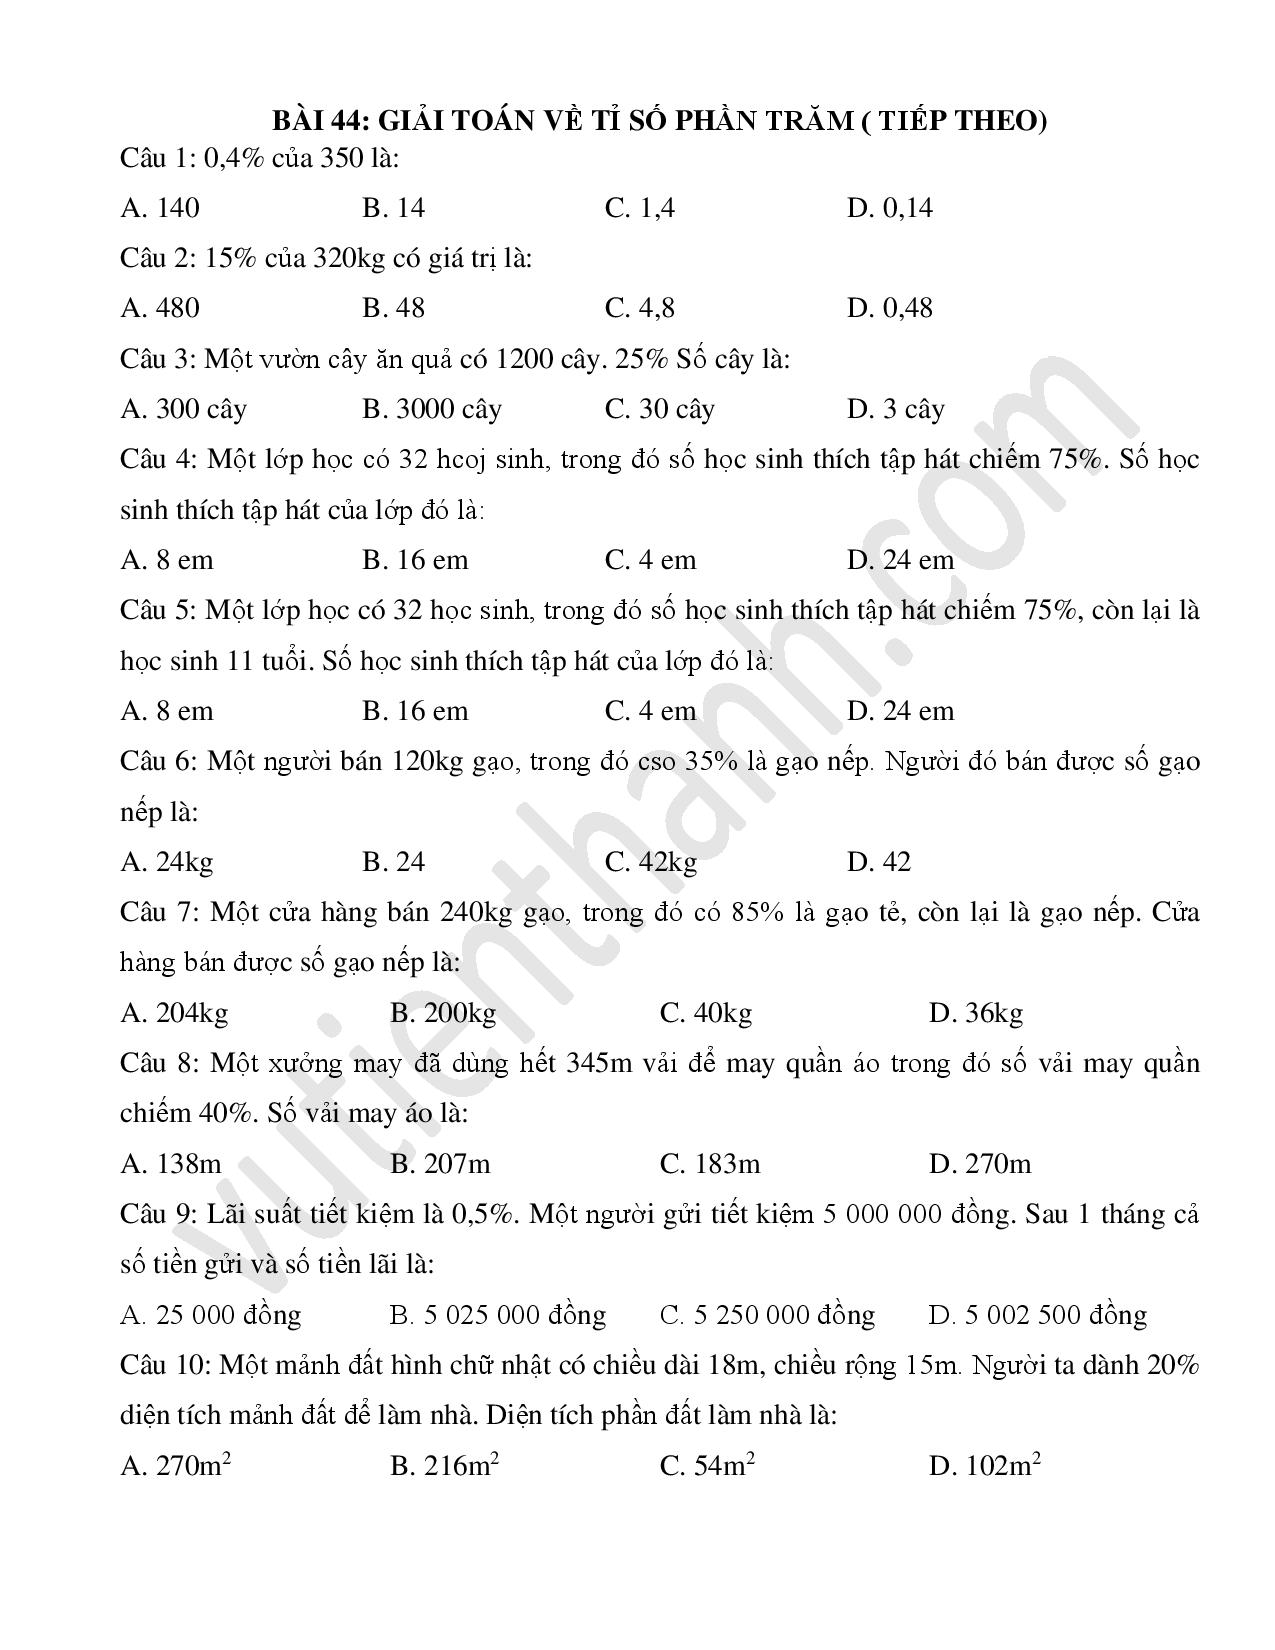 BÀI 44: GIẢI TOÁN VỀ TỈ SỐ PHẦN TRĂM ( TIẾP THEO)
Câu 1: 0,4% của 350 là:
A. 140 B. 14 C. 1,4 D. 0,14
Câu 2: 15% của 320kg có giá trị là:
A. 480 B. 48 C. 4,8 D. 0,48
Câu 3: Một vườn cây ăn quả có 1200 cây. 25% Số cây là:
A. 300 cây B. 3000 cây C. 30 cây D. 3 cây
Câu 4: Một lớp học có 32 hcoj sinh, trong đó số học sinh thích tập hát chiếm 75%. Số học
sinh thích tập hát của lớp đó là:
A. 8 em B. 16 em C. 4 em D. 24 em
Câu 5: Một lớp học có 32 học sinh, trong đó số học sinh thích tập hát chiếm 75%, còn lại là
học sinh 11 tuổi. Số học sinh thích tập hát của lớp đó là:
A. 8 em B. 16 em C. 4 em D. 24 em
Câu 6: Một người bán 120kg gạo, trong đó cso 35% là gạo nếp. Người đó bán được số gạo
nếp là:
A. 24kg B. 24 C. 42kg D. 42
Câu 7: Một cửa hàng bán 240kg gạo, trong đó có 85% là gạo tẻ, còn lại là gạo nếp. Cửa
hàng bán được số gạo nếp là:
A. 204kg B. 200kg C. 40kg D. 36kg
Câu 8: Một xưởng may đã dùng hết 345m vải để may quần áo trong đó số vải may quần
chiếm 40%. Số vải may áo là:
A. 138m B. 207m C. 183m D. 270m
Câu 9: Lãi suất tiết kiệm là 0,5%. Một người gửi tiết kiệm 5 000 000 đồng. Sau 1 tháng cả
số tiền gửi và số tiền lãi là:
A. 25 000 đồng B. 5 025 000 đồng C. 5 250 000 đồng D. 5 002 500 đồng
Câu 10: Một mảnh đất hình chữ nhật có chiều dài 18m, chiều rộng 15m. Người ta dành 20%
diện tích mảnh đất để làm nhà. Diện tích phần đất làm nhà là:
A. 270m² B. 216m² C. 54m² D. 102m²
vutienthanh.com